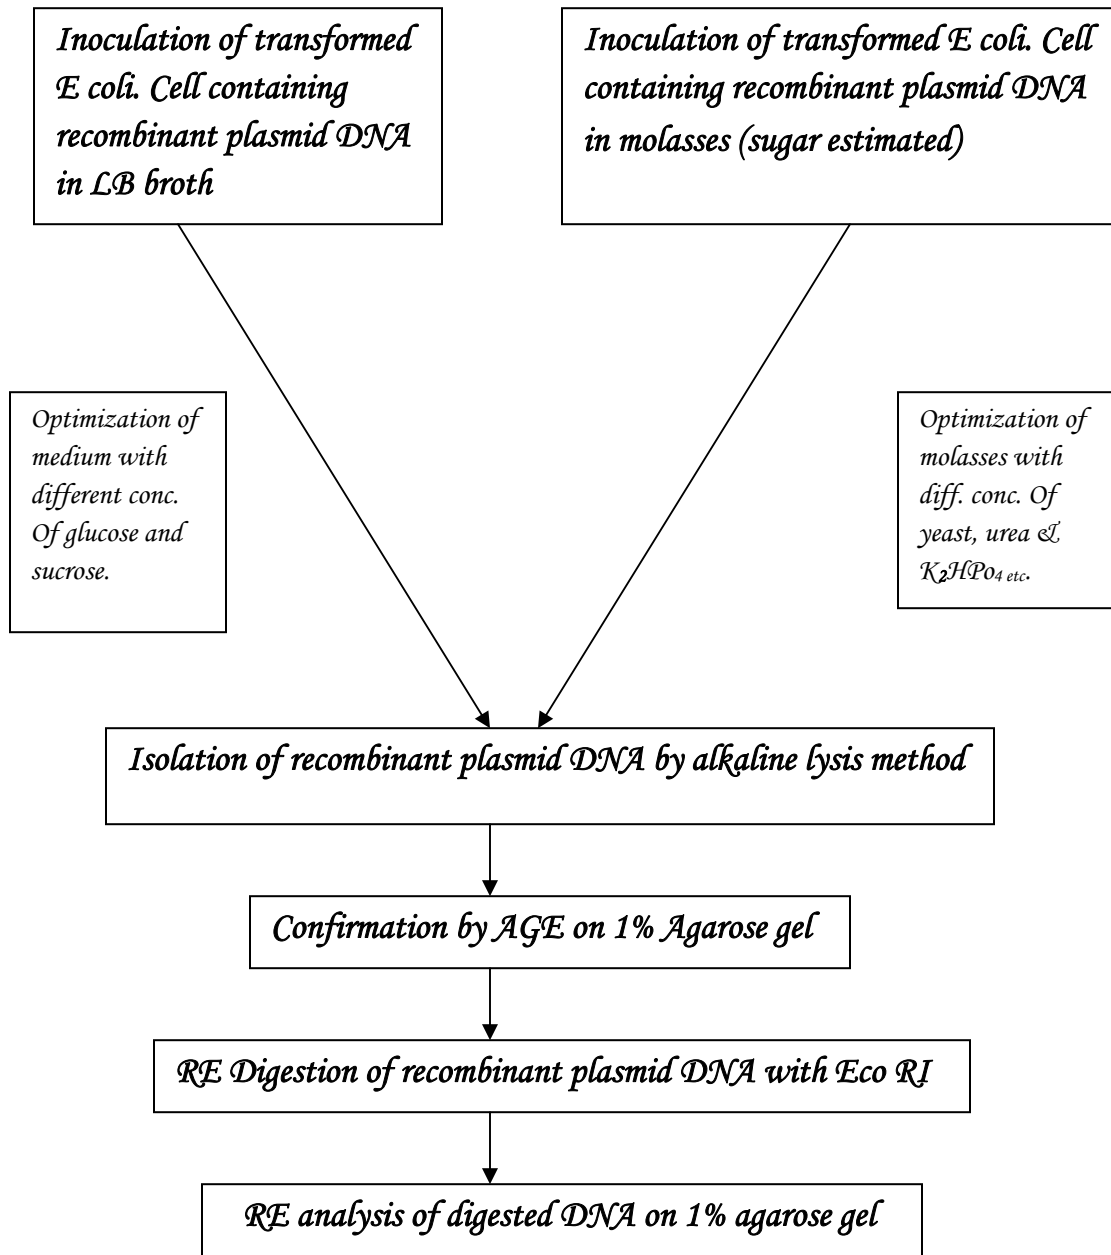 Inoculation of transformed
E coli. Cell containing
recombinant plasmid DNA
in LB broth
Inoculation of transformed E coli. Cell
containing recombinant plasmid DNA
in molasses (sugar estimated)
Optimization of
medium with
different conc.
Of glucose and
sucrose.
Optimization of
molasses with
diff. conc. Of
yeast, urea &
K2HPo4 etc.
Isolation of recombinant plasmid DNA by alkaline lysis method
Confirmation by AGE on 1% Agarose gel
RE Digestion of recombinant plasmid DNA with Eco RI
RE analysis of digested DNA on 1% agarose gel